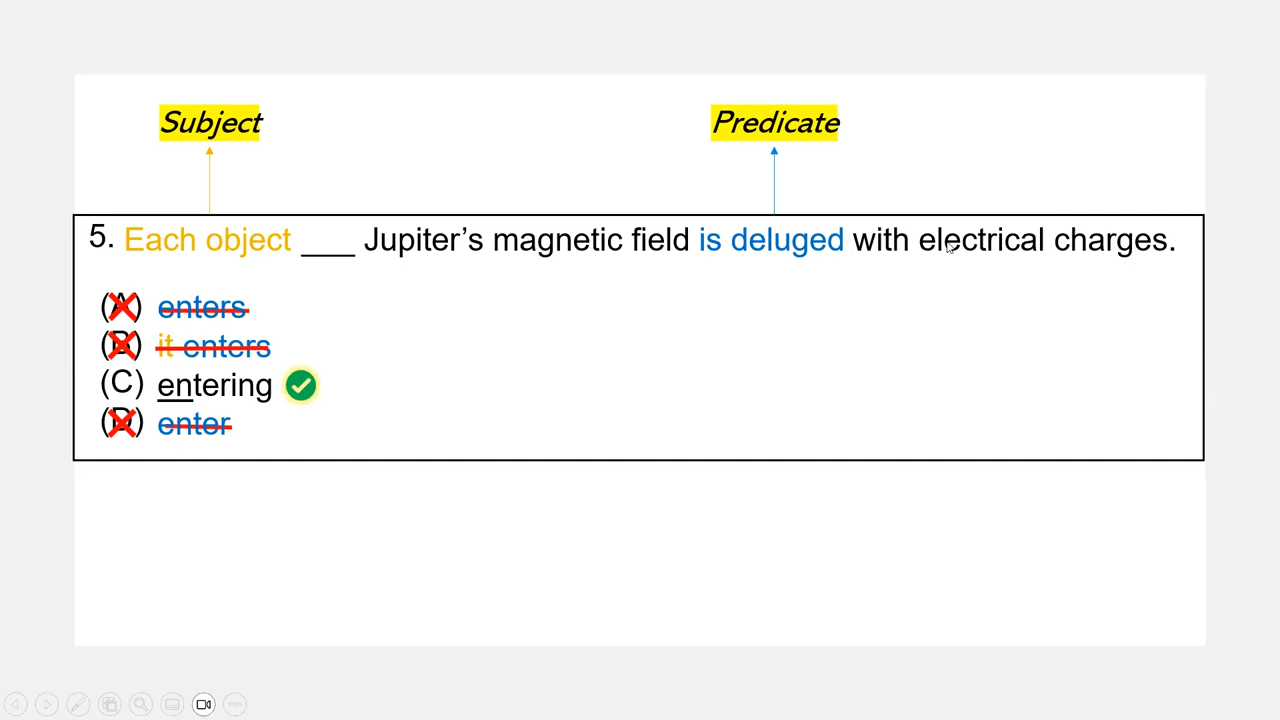 Subject Predicate
5. Each object ___ Jupiter’s magnetic field is deluged with electrical charges.
(A) enters
(B) it enters
(C) entering
(D) enter